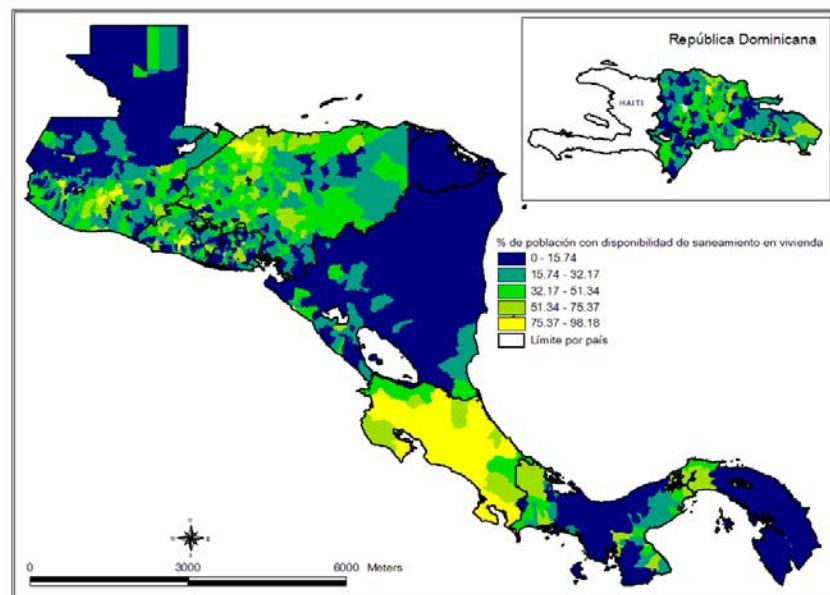 República Dominicana
HAITI
% de población con disponibilidad de saneamiento en vivienda
0 - 15.74
15.74 - 32.17
32.17 - 51.34
51.34 - 75.37
75.37 - 98.18
Límite por país
0 3000 6000 Meters